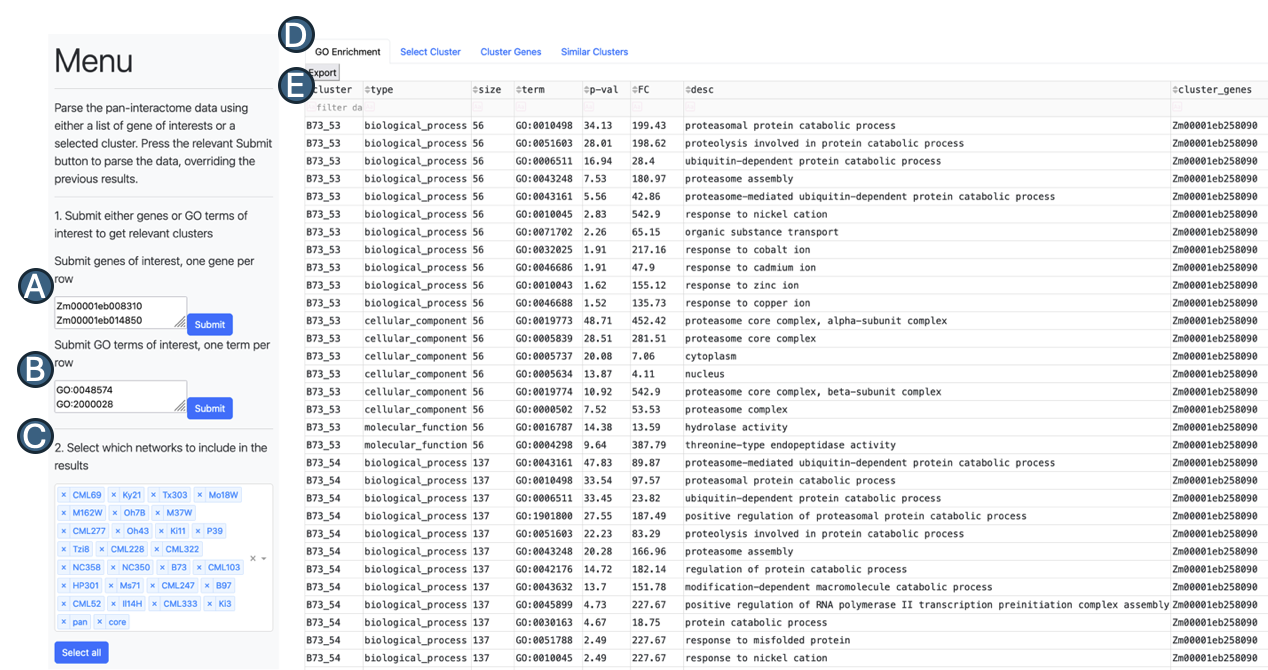 Menu
Parse the pan-interactome data using
either a list of gene of interests or a
selected cluster. Press the relevant Submit
button to parse the data, overriding the
previous results.
1. Submit either genes or GO terms of
interest to get relevant clusters
Submit genes of interest, one gene per
row
A
Zm00001eb008310
Zm00001eb014850
Submit
Submit GO terms of interest, one term per
row
B
GO:0048574
GO:2000028
Submit
C
2. Select which networks to include in the
results
× CML69 × Ky21 × Tx303 × Mo18W
× M162W × Oh7B × M37W
× CML277 × Oh43 × Ki11 × P39
× Tzi8 × CML228 × CML322
× NC358 × NC350 × B73 × CML103
× HP301 × Ms71 × CML247 × B97
× CML52 × Il14H × CML333 × Ki3
× pan × core
×
Select all
D
GO Enrichment Select Cluster Cluster Genes Similar Clusters
Export
E
cluster type size term p-val FC desc cluster_genes
filter da
B73_53 biological_process 56 GO:0010498 34.13 199.43 proteasomal protein catabolic process Zm00001eb258090
B73_53 biological_process 56 GO:0051603 28.01 198.62 proteolysis involved in protein catabolic process Zm00001eb258090
B73_53 biological_process 56 GO:0006511 16.94 28.4 ubiquitin-dependent protein catabolic process Zm00001eb258090
B73_53 biological_process 56 GO:0043248 7.53 180.97 proteasome assembly Zm00001eb258090
B73_53 biological_process 56 GO:0043161 5.56 42.86 proteasome-mediated ubiquitin-dependent protein catabolic process Zm00001eb258090
B73_53 biological_process 56 GO:0010045 2.83 542.9 response to nickel cation Zm00001eb258090
B73_53 biological_process 56 GO:0071702 2.26 65.15 organic substance transport Zm00001eb258090
B73_53 biological_process 56 GO:0032025 1.91 217.16 response to cobalt ion Zm00001eb258090
B73_53 biological_process 56 GO:0046686 1.91 47.9 response to cadmium ion Zm00001eb258090
B73_53 biological_process 56 GO:0010043 1.62 155.12 response to zinc ion Zm00001eb258090
B73_53 biological_process 56 GO:0046688 1.52 135.73 response to copper ion Zm00001eb258090
B73_53 cellular_component 56 GO:0019773 48.71 452.42 proteasome core complex, alpha-subunit complex Zm00001eb258090
B73_53 cellular_component 56 GO:0005839 28.51 281.51 proteasome core complex Zm00001eb258090
B73_53 cellular_component 56 GO:0005737 20.08 7.06 cytoplasm Zm00001eb258090
B73_53 cellular_component 56 GO:0005634 13.87 4.11 nucleus Zm00001eb258090
B73_53 cellular_component 56 GO:0019774 10.92 542.9 proteasome core complex, beta-subunit complex Zm00001eb258090
B73_53 cellular_component 56 GO:0000502 7.52 53.53 proteasome complex Zm00001eb258090
B73_53 molecular_function 56 GO:0016787 14.38 13.59 hydrolase activity Zm00001eb258090
B73_53 molecular_function 56 GO:0004298 9.64 387.79 threonine-type endopeptidase activity Zm00001eb258090
B73_54 biological_process 137 GO:0043161 47.83 89.87 proteasome-mediated ubiquitin-dependent protein catabolic process Zm00001eb258090
B73_54 biological_process 137 GO:0010498 33.54 97.57 proteasomal protein catabolic process Zm00001eb258090
B73_54 biological_process 137 GO:0006511 33.45 23.82 ubiquitin-dependent protein catabolic process Zm00001eb258090
B73_54 biological_process 137 GO:1901800 27.55 187.49 positive regulation of proteasomal protein catabolic process Zm00001eb258090
B73_54 biological_process 137 GO:0051603 22.23 83.29 proteolysis involved in protein catabolic process Zm00001eb258090
B73_54 biological_process 137 GO:0043248 20.28 166.96 proteasome assembly Zm00001eb258090
B73_54 biological_process 137 GO:0042176 14.72 182.14 regulation of protein catabolic process Zm00001eb258090
B73_54 biological_process 137 GO:0043632 13.7 151.78 modification-dependent macromolecule catabolic process Zm00001eb258090
B73_54 biological_process 137 GO:0045899 4.73 227.67 positive regulation of RNA polymerase II transcription preinitiation complex assembly Zm00001eb258090
B73_54 biological_process 137 GO:0030163 4.67 18.75 protein catabolic process Zm00001eb258090
B73_54 biological_process 137 GO:0051788 2.49 227.67 response to misfolded protein Zm00001eb258090
B73_54 biological_process 137 GO:0010045 2.49 227.67 response to nickel cation Zm00001eb258090